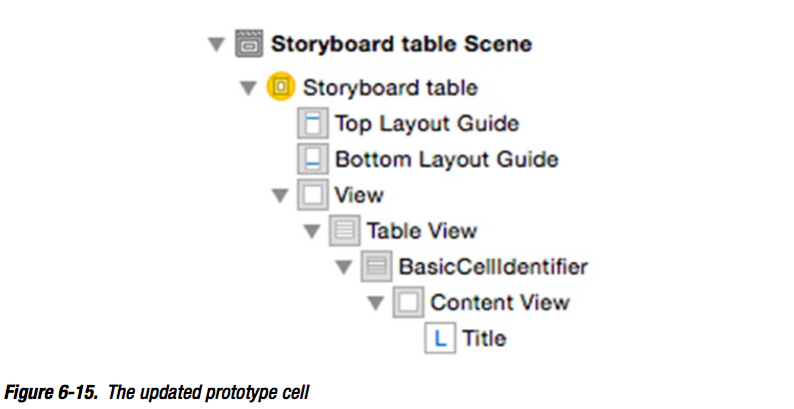 Storyboard table Scene
Storyboard table
Top Layout Guide
Bottom Layout Guide
View
Table View
BasicCellIdentifier
Content View
L Title
Figure 6-15. The updated prototype cell